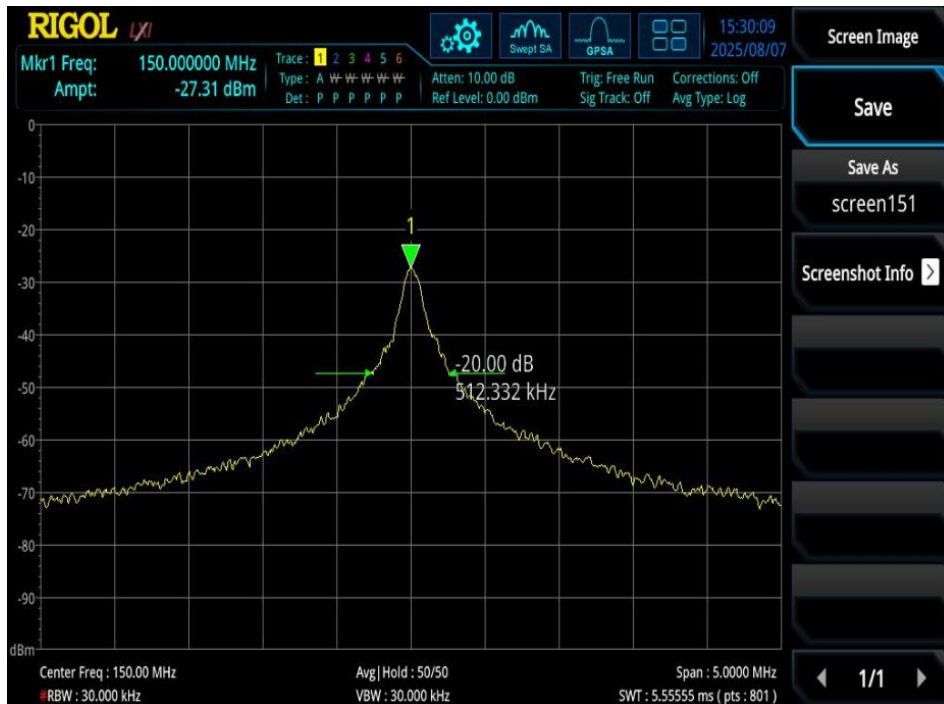 RIGOL LXI
Swept SA
GPSA
15:30:09
2025/08/07
Mkr1 Freq: 150.000000 MHz
Ampt: -27.31 dBm
Trace: 1 2 3 4 5 6
Type: A W W W W W
Det: P P P P P P
Atten: 10.00 dB
Ref Level: 0.00 dBm
Trig: Free Run
Sig Track: Off
Corrections: Off
Avg Type: Log
0
-10
-20
-30
-40
-50
-60
-70
-80
-90
dBm
1
-20.00 dB
512.332 kHz
Center Freq : 150.00 MHz
#RBW : 30.000 kHz
Avg|Hold : 50/50
VBW : 30.000 kHz
Span : 5.0000 MHz
SWT : 5.55555 ms ( pts : 801 )
Screen Image
Save
Save As
screen151
Screenshot Info >
1/1